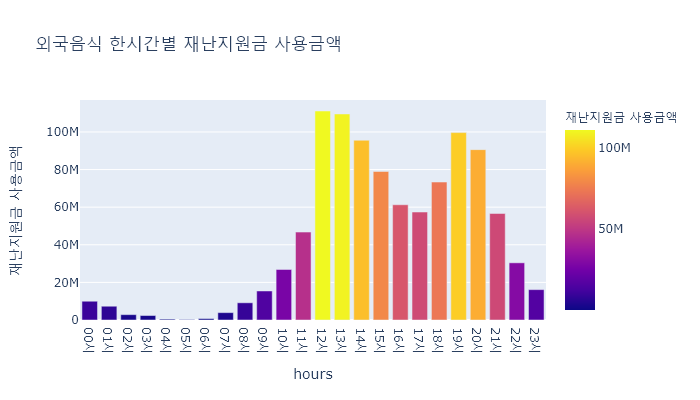 외국음식 한시간별 재난지원금 사용금액
재난지원금 사용금액
100M
80M
60M
40M
20M
0
00시
01시
02시
03시
04시
05시
06시
07시
08시
09시
10시
11시
12시
13시
14시
15시
16시
17시
18시
19시
20시
21시
22시
23시
hours
재난지원금 사용금액
100M
50M